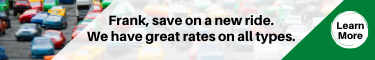 Frank, save on a new ride.
We have great rates on all types.
Learn
More